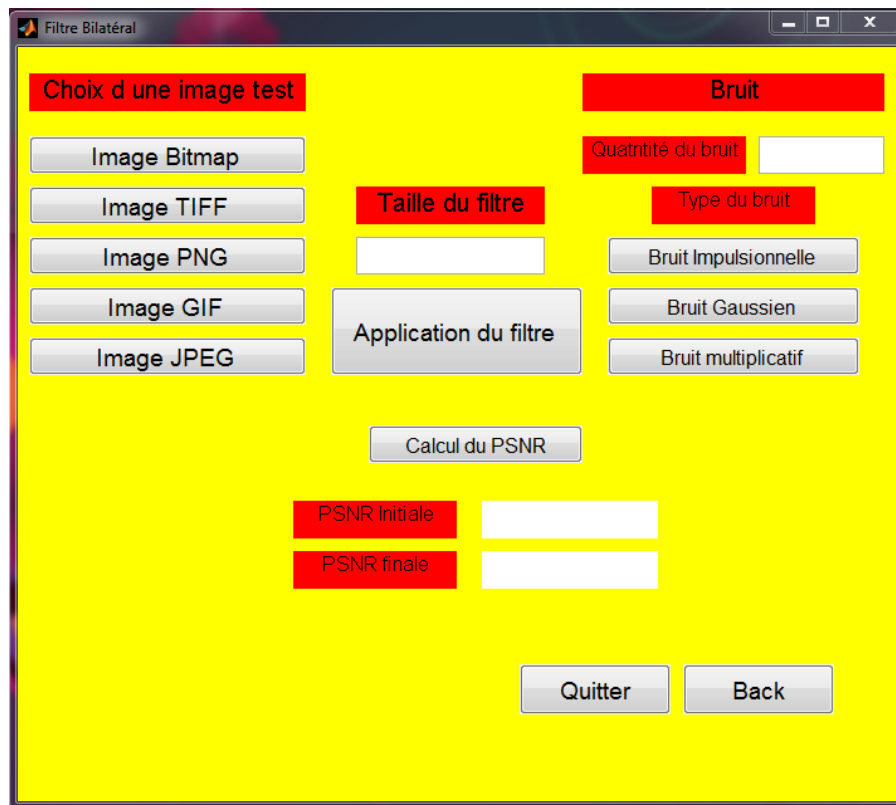 Filtre Bilatéral
Choix d une image test
Bruit
Image Bitmap
Quatntité du bruit
Image TIFF
Taille du filtre
Type du bruit
Image PNG
Bruit Impulsionnelle
Image GIF
Application du filtre
Bruit Gaussien
Image JPEG
Bruit multiplicatif
Calcul du PSNR
PSNR Initiale
PSNR finale
Quitter
Back